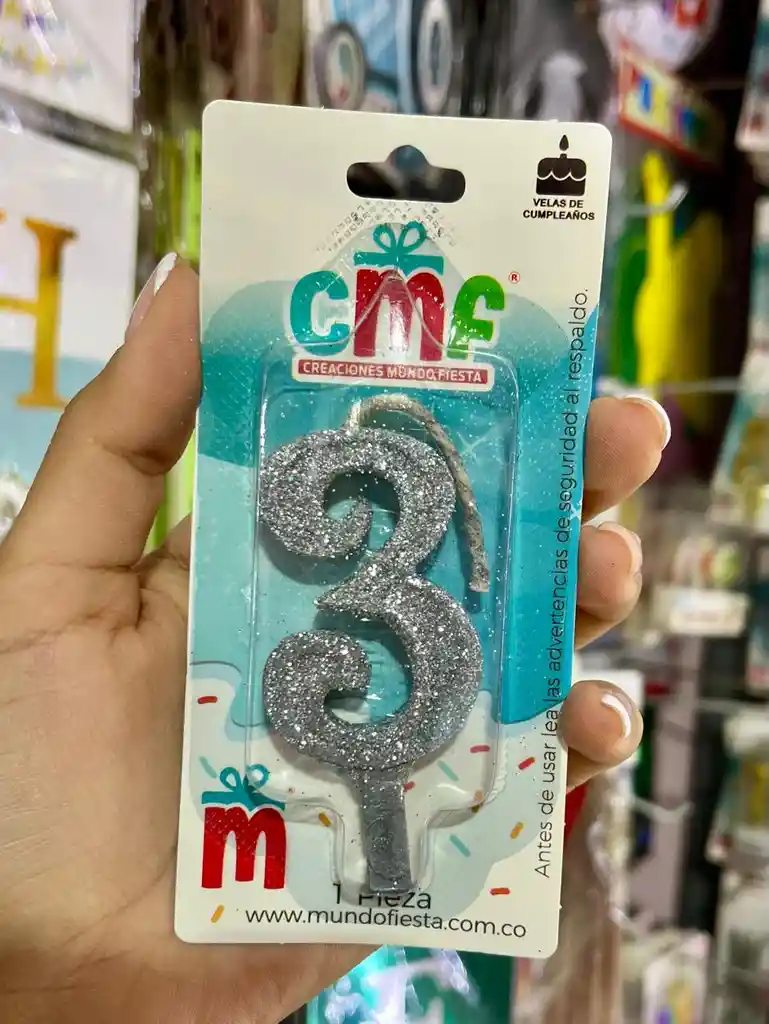 VELAS DE
CUMPLEAÑOS
cmf®
CREACIONES MUNDO FIESTA
Antes de usar lea las advertencias de seguridad al respaldo.
3
m
1 Pieza
www.mundofiesta.com.co
H